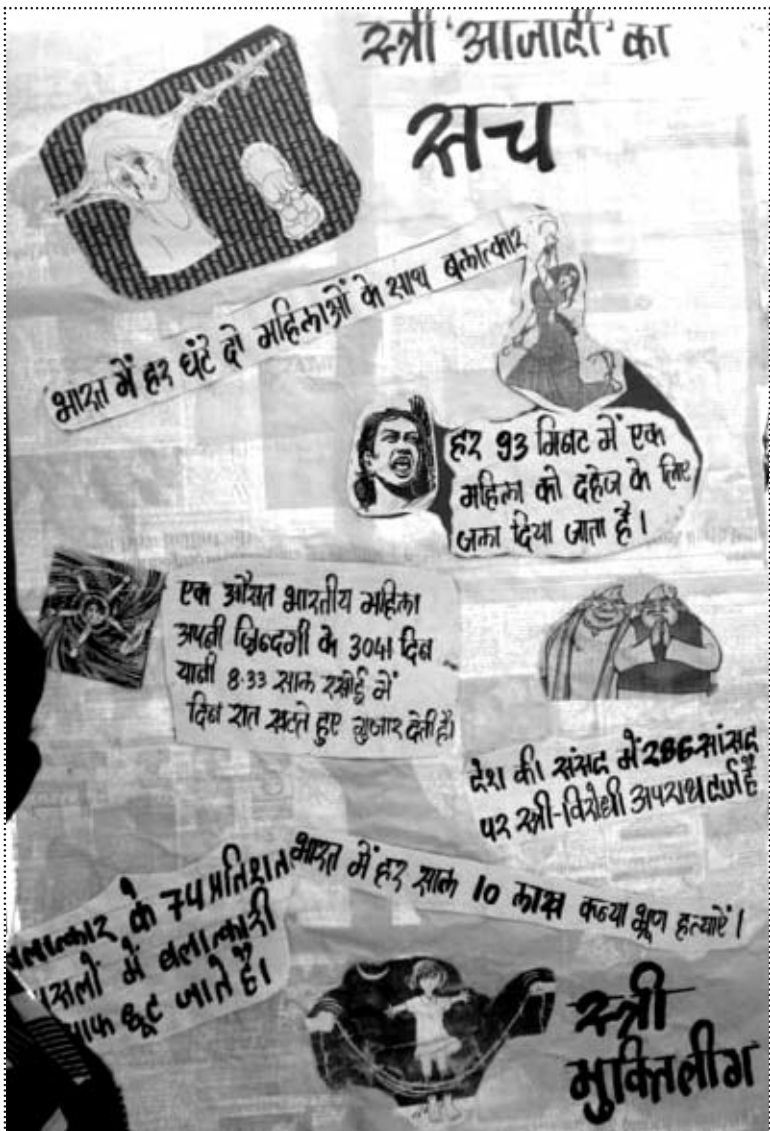 स्त्री 'आजादी' का
सच
भारत में हर घंटे दो महिलाओं के साथ बलात्कार
हर 93 मिनट में एक
महिला को दहेज के लिए
जला दिया जाता है।
एक औसत भारतीय महिला
अपनी ज़िन्दगी के 3041 दिन
यानी 8.33 साल रसोई में
दिन रात खटते हुए गुजार देती है।
देश की संसद में 286 सांसद
पर स्त्री-विरोधी अपराध दर्ज है
भारत में हर साल 10 लाख कन्या भ्रूण हत्याएँ।
बलात्कार के 74 प्रतिशत
मसलों में बलात्कारी
साफ छूट जाते हैं।
स्त्री
मुक्तिलीग